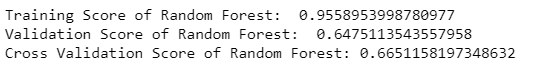 Training Score of Random Forest:  0.9558953998780977
Validation Score of Random Forest:  0.6475113543557958
Cross Validation Score of Random Forest: 0.6651158197348632